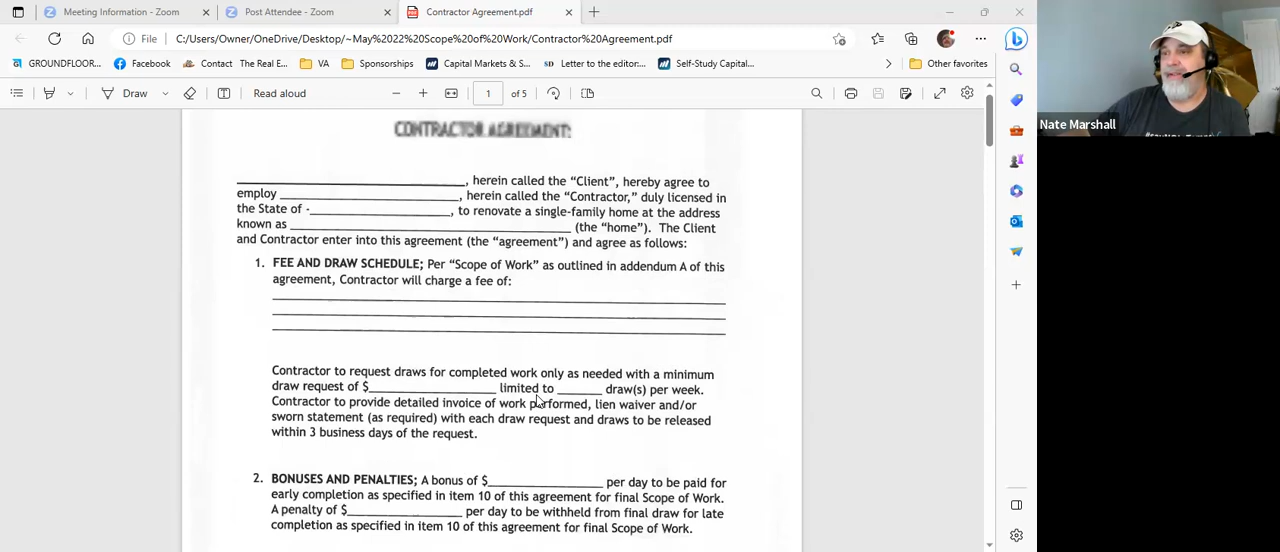 Meeting Information - Zoom
Post Attendee - Zoom
Contractor Agreement.pdf
File
C:/Users/Owner/OneDrive/Desktop/~May%2022%20Scope%20of%20Work/Contractor%20Agreement.pdf
GROUNDFLOOR...
Facebook
Contact The Real E...
VA
Sponsorships
Capital Markets & S...
Letter to the editor:...
Self-Study Capital...
Other favorites
Draw
Read aloud
1
of 5
Nate Marshall
CONTRACTOR AGREEMENT:
____________________, herein called the “Client”, hereby agree to
employ ____________________, herein called the “Contractor,” duly licensed in
the State of -____________________, to renovate a single-family home at the address
known as ____________________ (the “home”). The Client
and Contractor enter into this agreement (the “agreement”) and agree as follows:
1. FEE AND DRAW SCHEDULE; Per “Scope of Work” as outlined in addendum A of this
agreement, Contractor will charge a fee of:
Contractor to request draws for completed work only as needed with a minimum
draw request of $____________________ limited to ______ draw(s) per week.
Contractor to provide detailed invoice of work performed, lien waiver and/or
sworn statement (as required) with each draw request and draws to be released
within 3 business days of the request.
2. BONUSES AND PENALTIES; A bonus of $____________________ per day to be paid for
early completion as specified in item 10 of this agreement for final Scope of Work.
A penalty of $____________________ per day to be withheld from final draw for late
completion as specified in item 10 of this agreement for final Scope of Work.